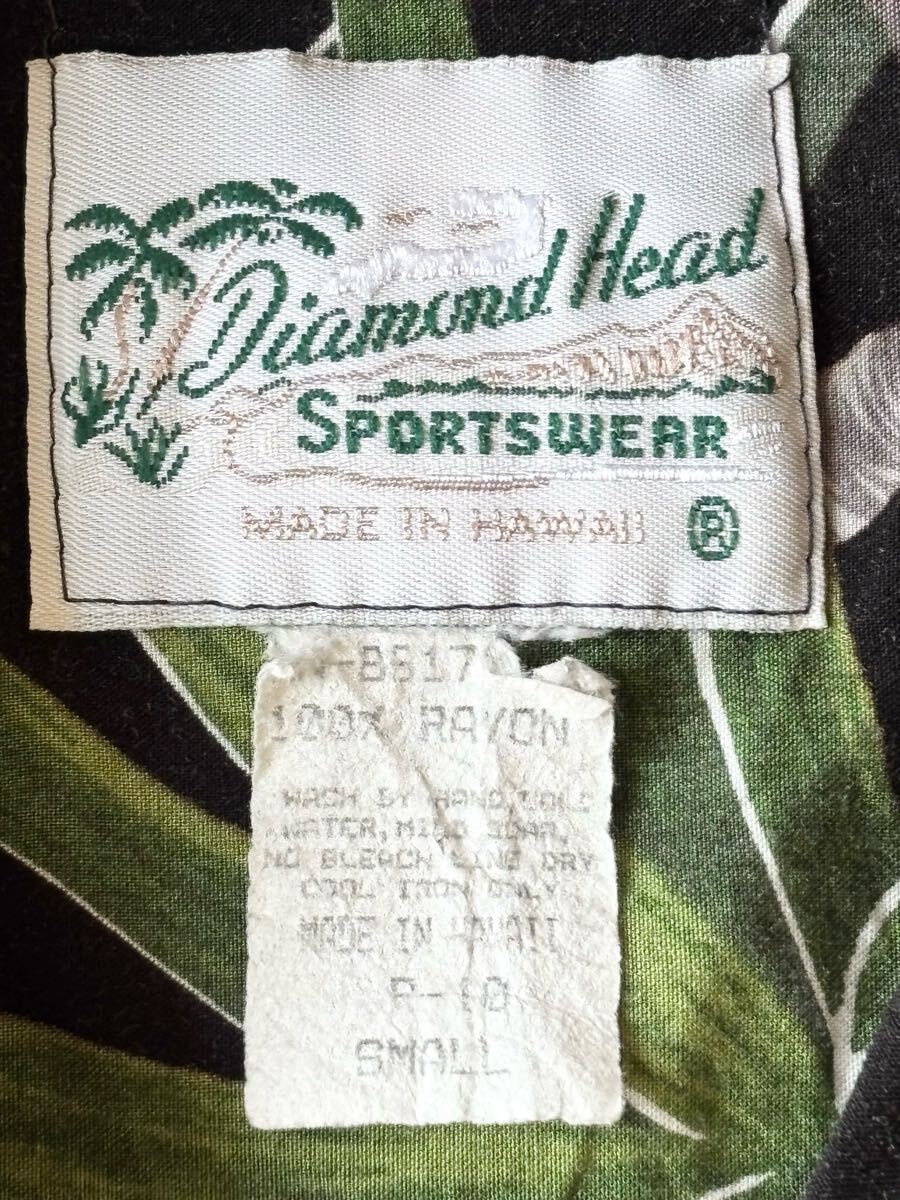 Diamond Head
SPORTSWEAR
MADE IN HAWAII ®
100% RAYON
WASH BY HAND, COLD
WATER, MILD SOAP,
NO BLEACH LINE DRY
COOL IRON ONLY
MADE IN HAWAII
P-10
SMALL